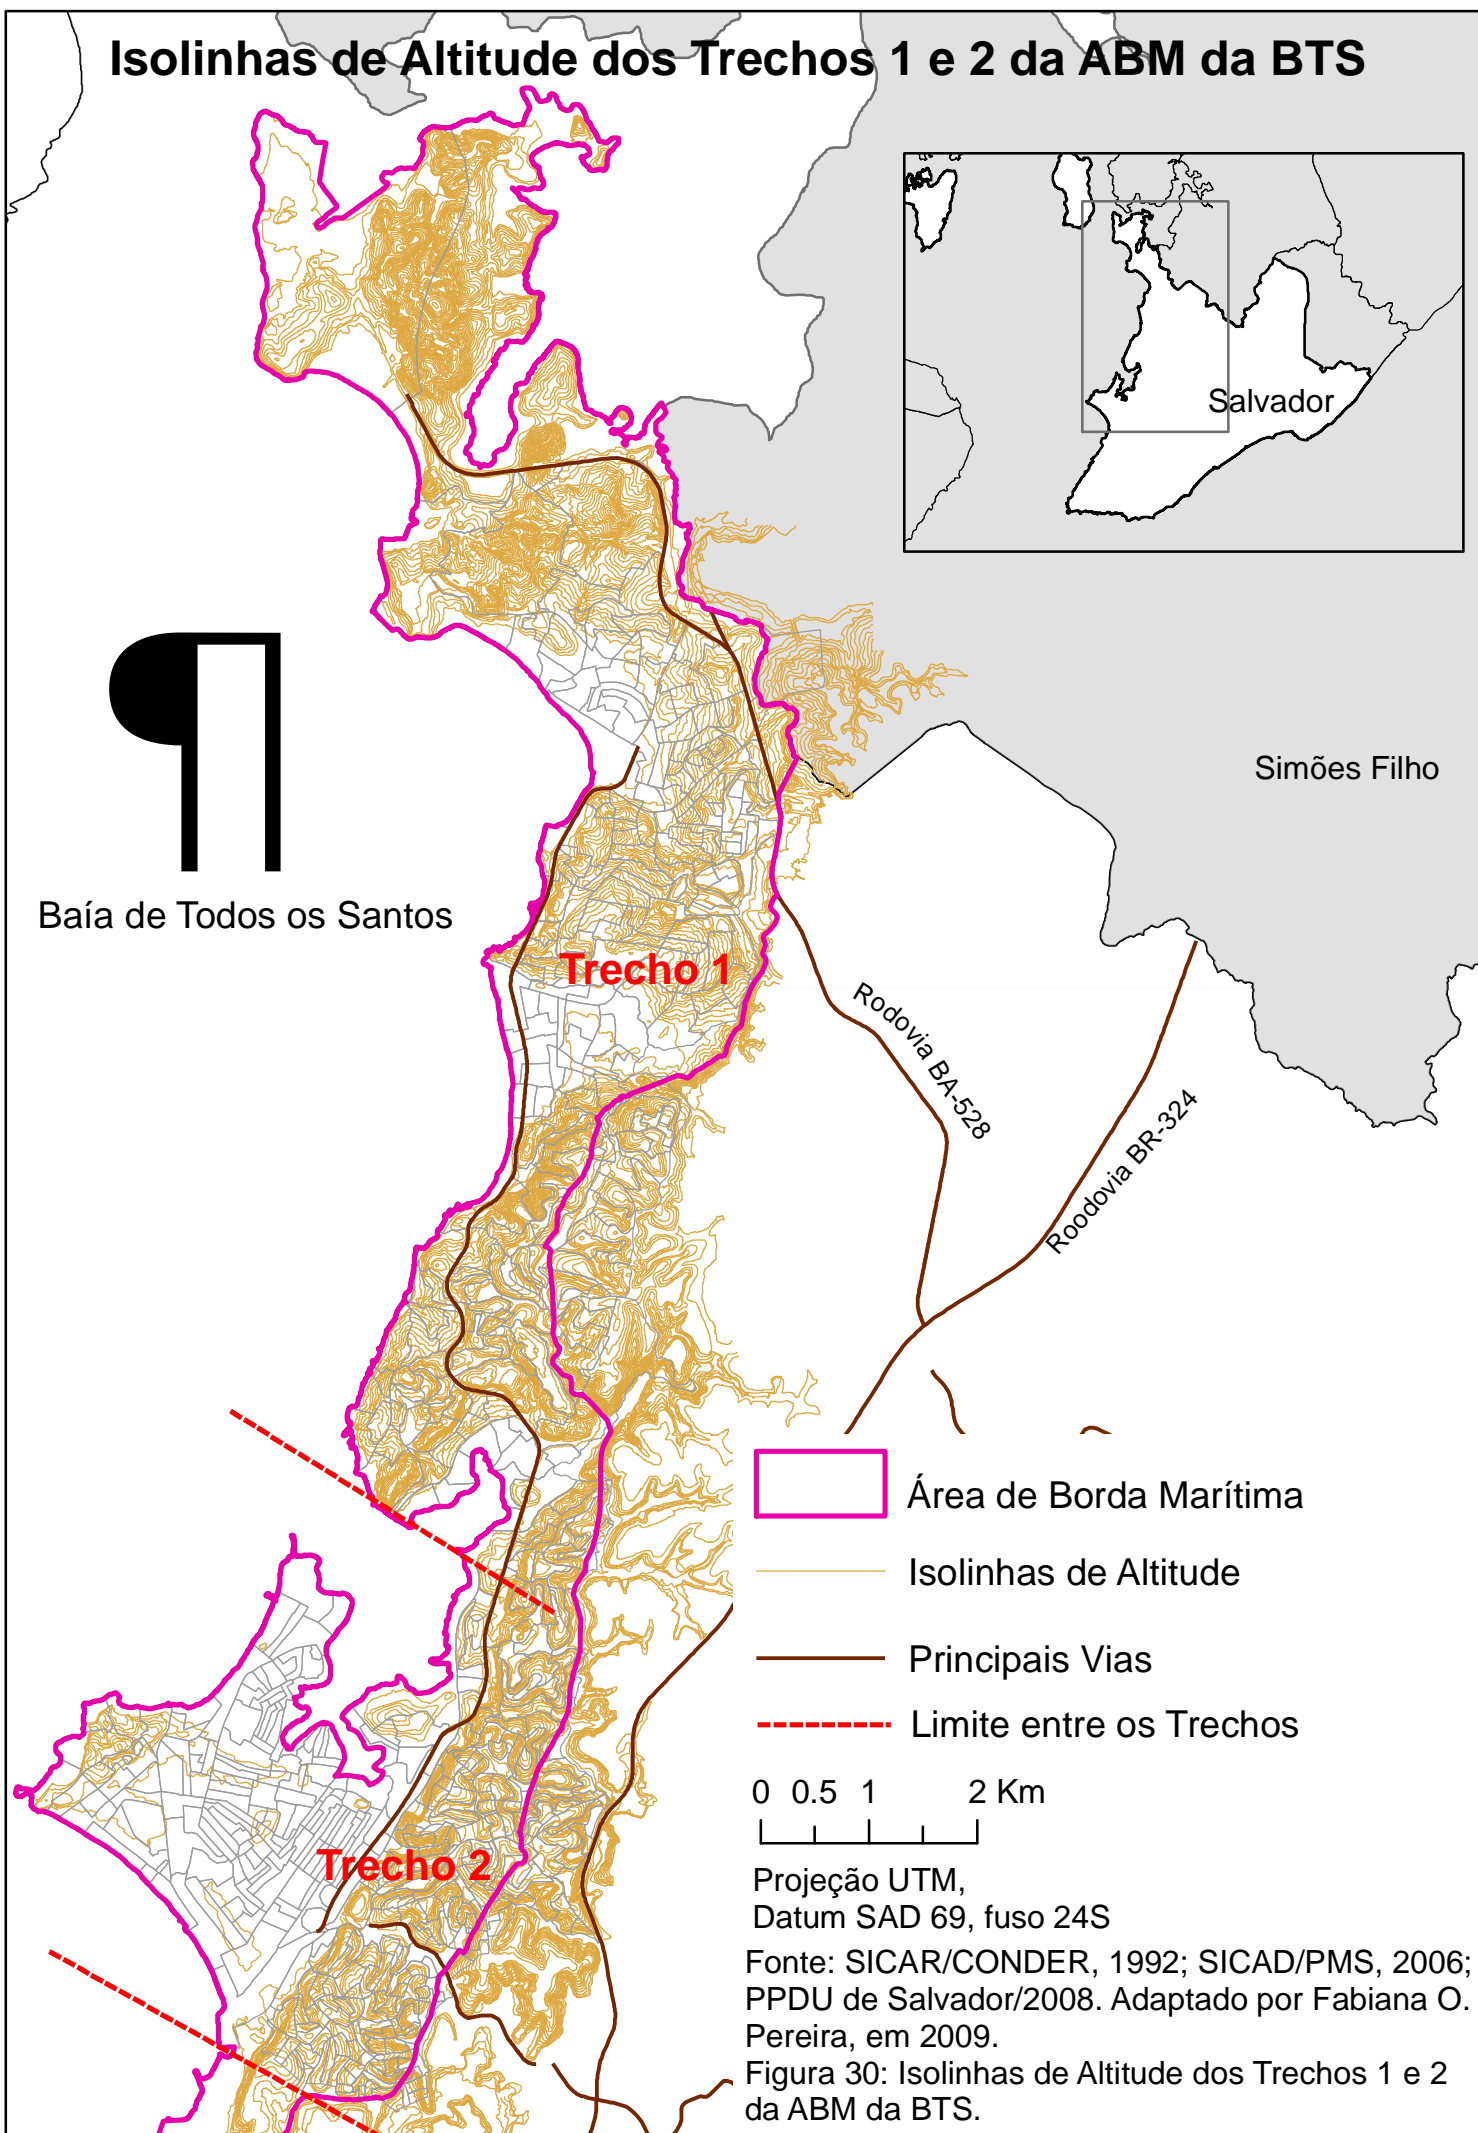 Isolinhas de Altitude dos Trechos 1 e 2 da ABM da BTS
Salvador
¶
Simões Filho
Baía de Todos os Santos
Trecho 1
Rodovia BA-528
Roodovia BR-324
Área de Borda Marítima
Isolinhas de Altitude
Principais Vias
Limite entre os Trechos
0 0.5 1 2 Km
Trecho 2
Projeção UTM,
Datum SAD 69, fuso 24S
Fonte: SICAR/CONDER, 1992; SICAD/PMS, 2006;
PPDU de Salvador/2008. Adaptado por Fabiana O.
Pereira, em 2009.
Figura 30: Isolinhas de Altitude dos Trechos 1 e 2
da ABM da BTS.